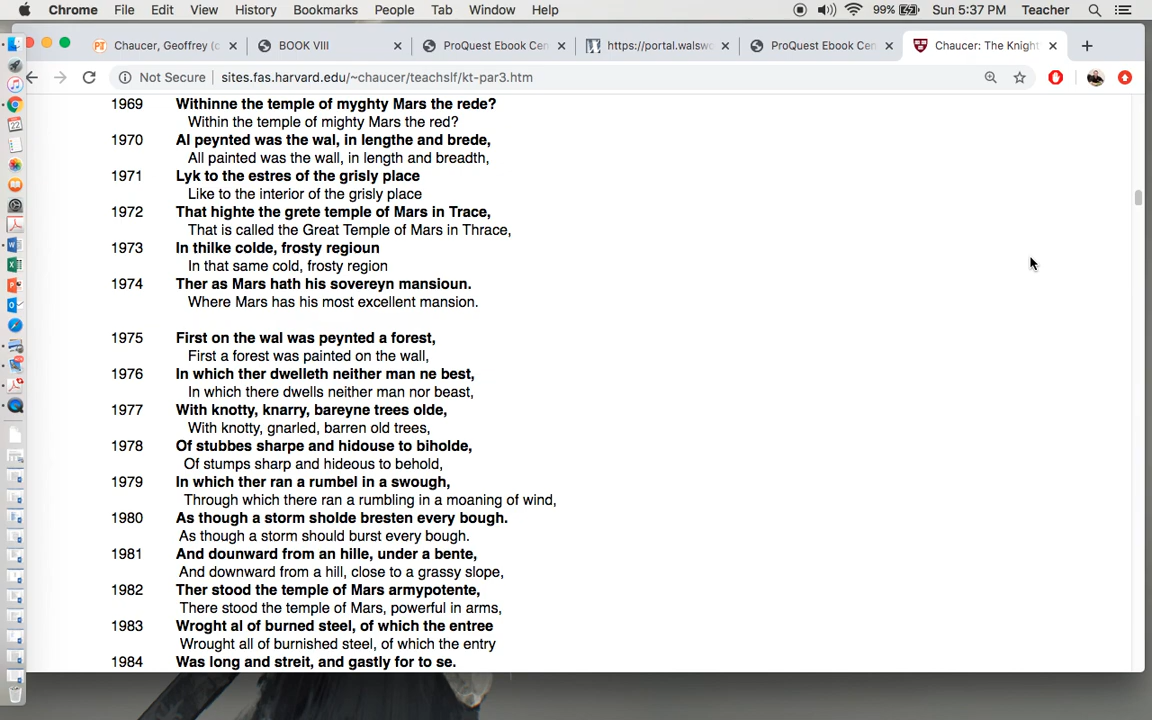 Chrome File Edit View History Bookmarks People Tab Window Help 99% Sun 5:37 PM Teacher
Chaucer, Geoffrey (c BOOK VIII ProQuest Ebook Cen https://portal.walswo ProQuest Ebook Cen Chaucer: The Knight
Not Secure sites.fas.harvard.edu/~chaucer/teachslf/kt-par3.htm
1969 Withinne the temple of myghty Mars the rede?
Within the temple of mighty Mars the red?
1970 Al peynted was the wal, in lengthe and brede,
All painted was the wall, in length and breadth,
1971 Lyk to the estres of the grisly place
Like to the interior of the grisly place
1972 That highte the grete temple of Mars in Trace,
That is called the Great Temple of Mars in Thrace,
1973 In thilke colde, frosty regioun
In that same cold, frosty region
1974 Ther as Mars hath his sovereyn mansioun.
Where Mars has his most excellent mansion.
1975 First on the wal was peynted a forest,
First a forest was painted on the wall,
1976 In which ther dwelleth neither man ne best,
In which there dwells neither man nor beast,
1977 With knotty, knarry, bareyne trees olde,
With knotty, gnarled, barren old trees,
1978 Of stubbes sharpe and hidouse to biholde,
Of stumps sharp and hideous to behold,
1979 In which ther ran a rumbel in a swough,
Through which there ran a rumbling in a moaning of wind,
1980 As though a storm sholde bresten every bough.
As though a storm should burst every bough.
1981 And dounward from an hille, under a bente,
And downward from a hill, close to a grassy slope,
1982 Ther stood the temple of Mars armypotente,
There stood the temple of Mars, powerful in arms,
1983 Wroght al of burned steel, of which the entree
Wrought all of burnished steel, of which the entry
1984 Was long and streit, and gastly for to se.